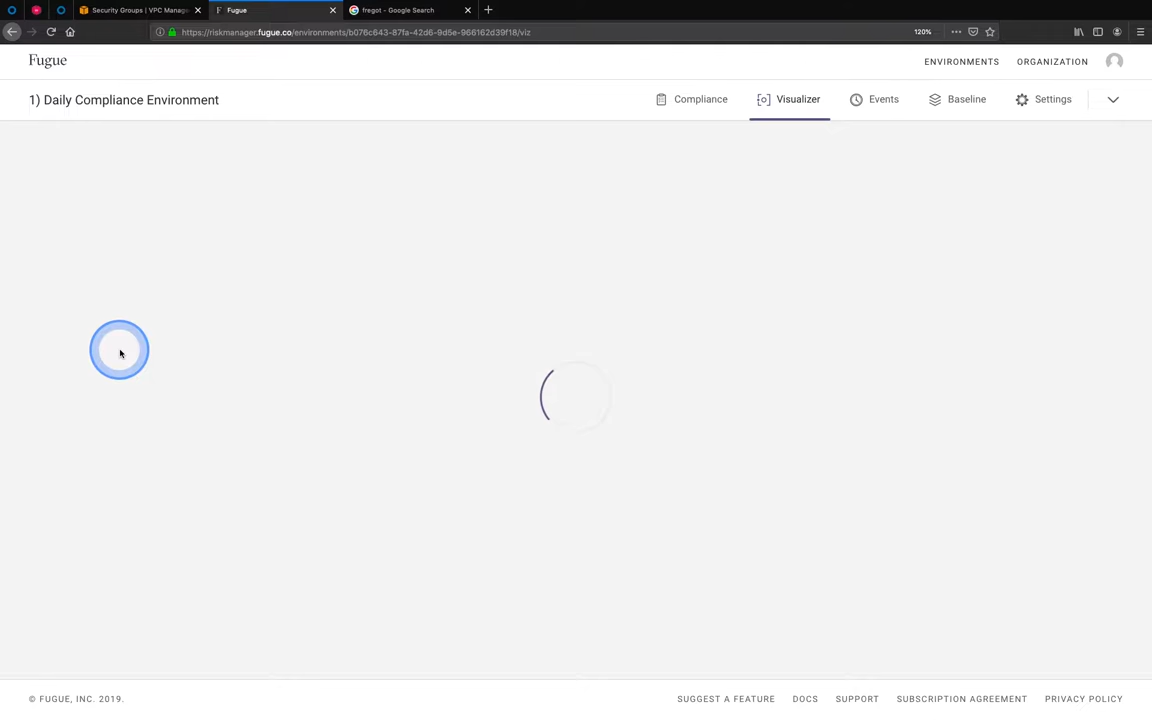 Security Groups | VPC Manag
Fugue
fregot - Google Search
https://riskmanager.fugue.co/environments/b076c643-87fa-42d6-9d5e-966162d39f18/viz
120%
Fugue
ENVIRONMENTS
ORGANIZATION
1) Daily Compliance Environment
Compliance
Visualizer
Events
Baseline
Settings
© FUGUE, INC. 2019.
SUGGEST A FEATURE
DOCS
SUPPORT
SUBSCRIPTION AGREEMENT
PRIVACY POLICY